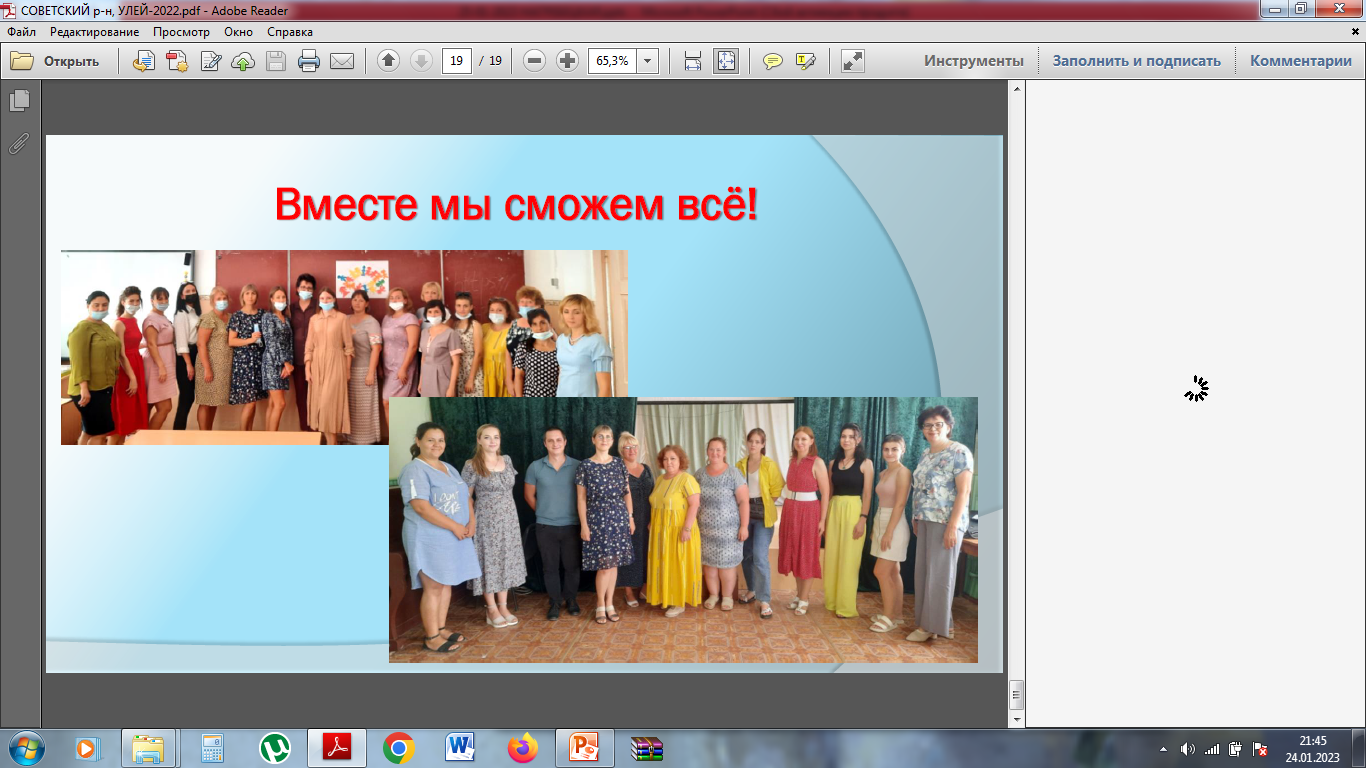 СОВЕТСКИЙ р-н, УЛЕЙ-2022.pdf - Adobe Reader
Файл Редактирование Просмотр Окно Справка
Открыть 19 / 19 65,3% Инструменты Заполнить и подписать Комментарии
Вместе мы сможем всё!
21:45
24.01.2023